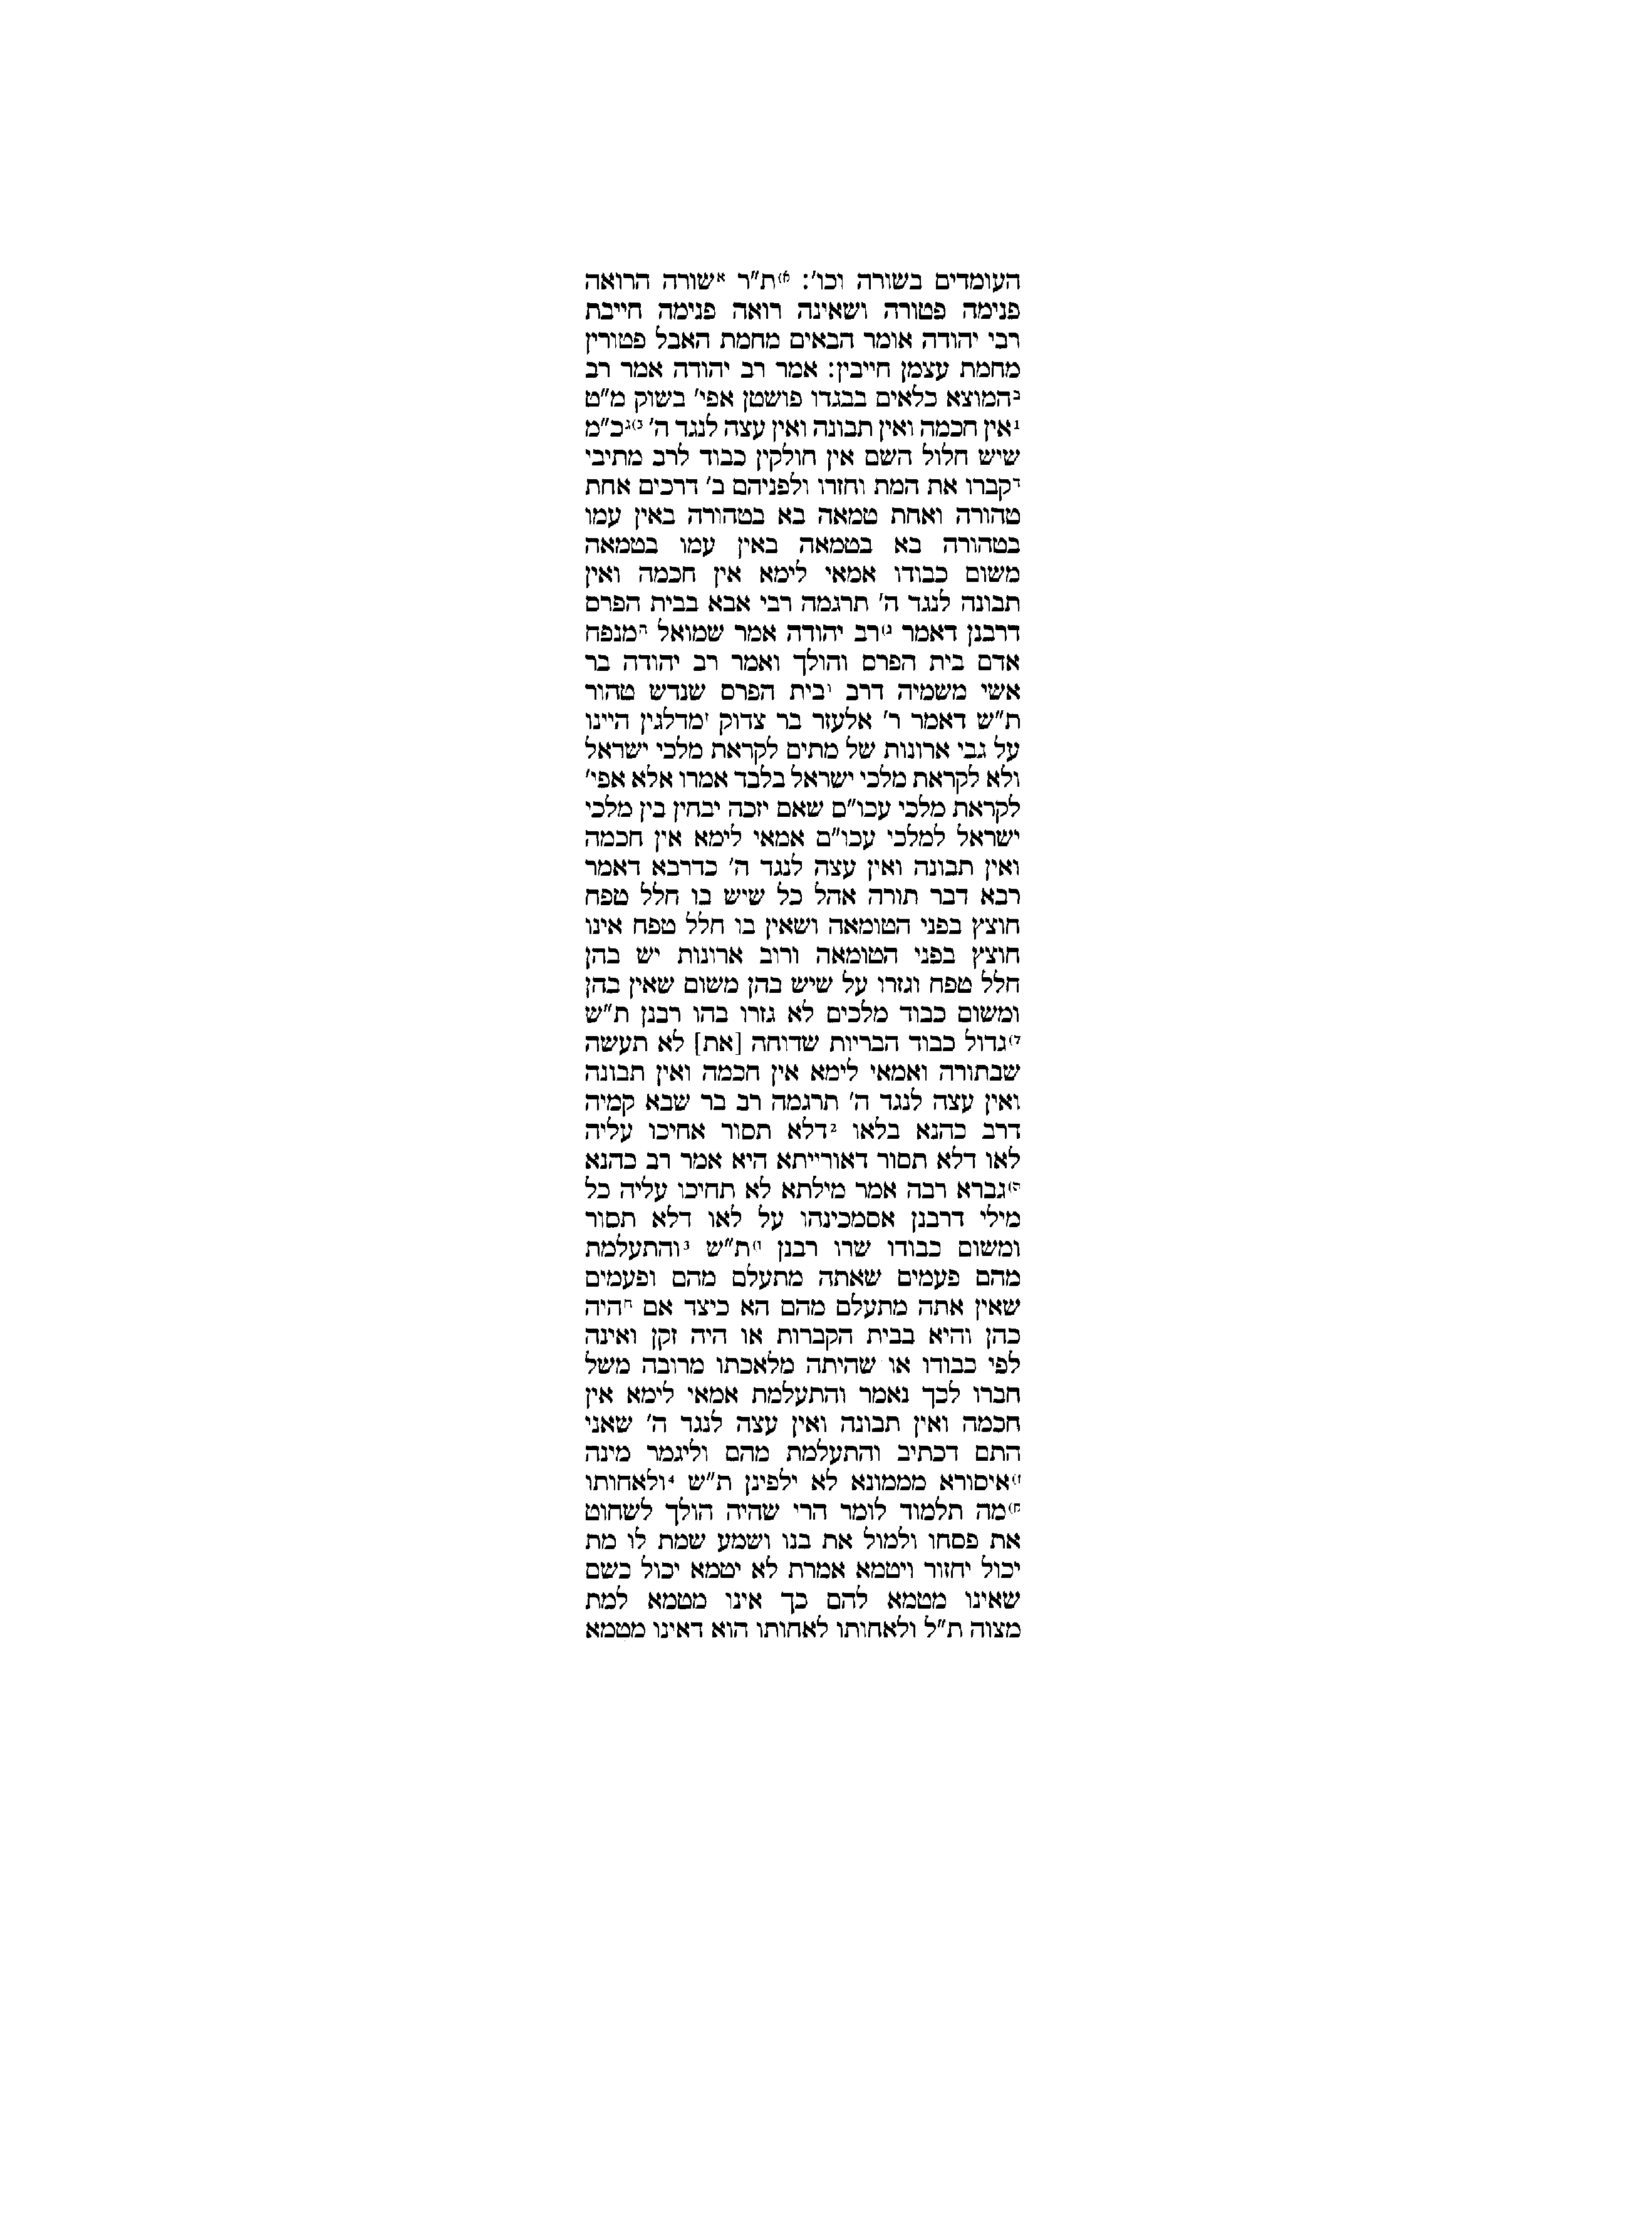 העומדים בשורה וכו': א)ת"ר אשורה הרואה
פנימה פטורה ושאינה רואה פנימה חייבת
רבי יהודה אומר הבאים מחמת האבל פטורין
מחמת עצמן חייבין: אמר רב יהודה אמר רב
בהמוצא כלאים בבגדו פושטן אפי' בשוק מ"ט
1אין חכמה ואין תבונה ואין עצה לנגד ה' ב)גכ"מ
שיש חלול השם אין חולקין כבוד לרב מתיבי
דקברו את המת וחזרו ולפניהם ב' דרכים אחת
טהורה ואחת טמאה בא בטהורה באין עמו
בטהורה בא בטמאה באין עמו בטמאה
משום כבודו אמאי לימא אין חכמה ואין
תבונה לנגד ה' תרגמה רבי אבא בבית הפרס
דרבנן דאמר ג)רב יהודה אמר שמואל המנפח
אדם בית הפרס והולך ואמר רב יהודה בר
אשי משמיה דרב ובית הפרס שנדש טהור
ת"ש דאמר ר' אלעזר בר צדוק זמדלגין היינו
על גבי ארונות של מתים לקראת מלכי ישראל
ולא לקראת מלכי ישראל בלבד אמרו אלא אפי'
לקראת מלכי עכו"ם שאם יזכה יבחין בין מלכי
ישראל למלכי עכו"ם אמאי לימא אין חכמה
ואין תבונה ואין עצה לנגד ה' כדרבא דאמר
רבא דבר תורה אהל כל שיש בו חלל טפח
חוצץ בפני הטומאה ושאין בו חלל טפח אינו
חוצץ בפני הטומאה ורוב ארונות יש בהן
חלל טפח וגזרו על שיש בהן משום שאין בהן
ומשום כבוד מלכים לא גזרו בהו רבנן ת"ש
ד)גדול כבוד הבריות שדוחה [את] לא תעשה
שבתורה ואמאי לימא אין חכמה ואין תבונה
ואין עצה לנגד ה' תרגמה רב בר שבא קמיה
דרב כהנא בלאו 2דלא תסור אחיכו עליה
לאו דלא תסור דאורייתא היא אמר רב כהנא
ה)גברא רבה אמר מילתא לא תחיכו עליה כל
מילי דרבנן אסמכינהו על לאו דלא תסור
ומשום כבודו שרו רבנן ו)ת"ש 3והתעלמת
מהם פעמים שאתה מתעלם מהם ופעמים
שאין אתה מתעלם מהם הא כיצד אם חהיה
כהן והיא בבית הקברות או היה זקן ואינה
לפי כבודו או שהיתה מלאכתו מרובה משל
חברו לכך נאמר והתעלמת אמאי לימא אין
חכמה ואין תבונה ואין עצה לנגד ה' שאני
התם דכתיב והתעלמת מהם וליגמר מינה
ז)איסורא מממונא לא ילפינן ת"ש 4ולאחותו
ח)מה תלמוד לומר הרי שהיה הולך לשחוט
את פסחו ולמול את בנו ושמע שמת לו מת
יכול יחזור ויטמא אמרת לא יטמא יכול כשם
שאינו מטמא להם כך אינו מטמא למת
מצוה ת"ל ולאחותו לאחותו הוא דאינו מטמא